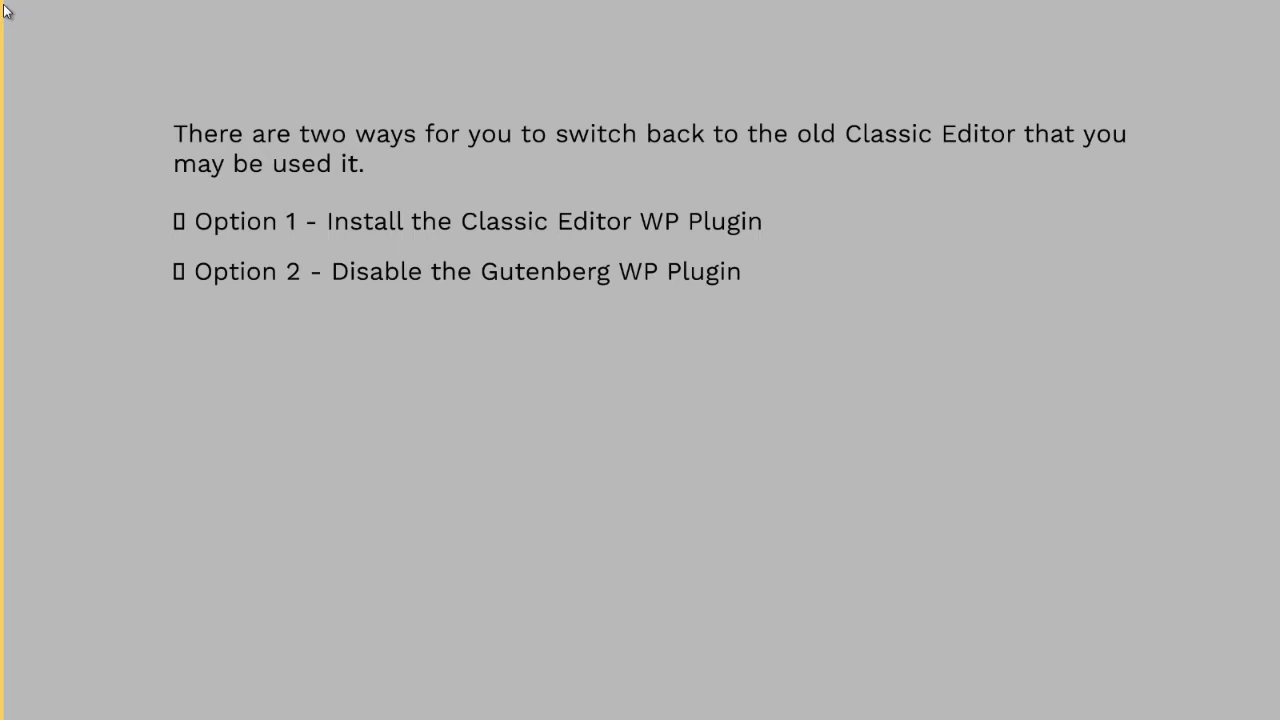 There are two ways for you to switch back to the old Classic Editor that you
may be used it.
▯ Option 1 - Install the Classic Editor WP Plugin
▯ Option 2 - Disable the Gutenberg WP Plugin